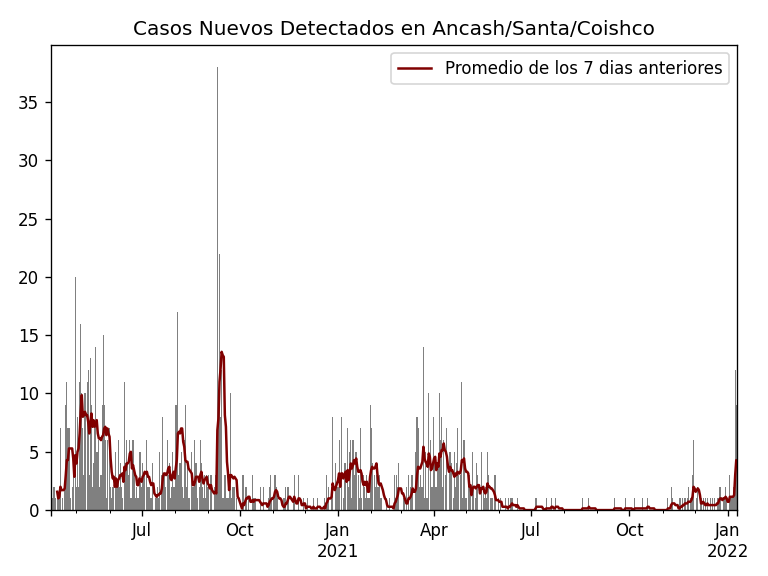 Casos Nuevos Detectados en Ancash/Santa/Coishco
Promedio de los 7 dias anteriores
35
30
25
20
15
10
5
0
Jul
Oct
Jan
2021
Apr
Jul
Oct
Jan
2022